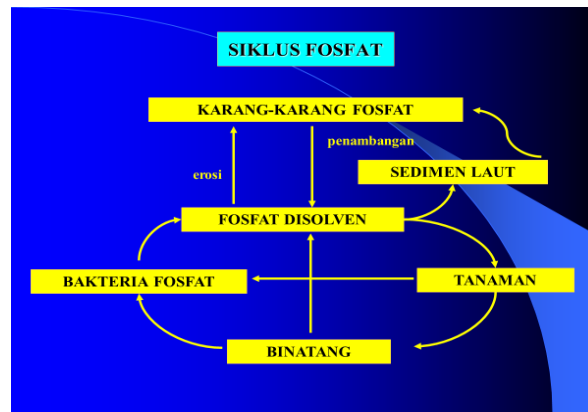 SIKLUS FOSFAT
KARANG-KARANG FOSFAT
penambangan
erosi
SEDIMEN LAUT
FOSFAT DISOLVEN
BAKTERIA FOSFAT
TANAMAN
BINATANG